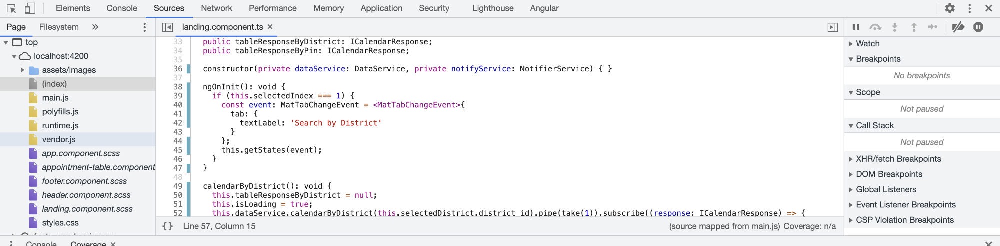 Elements Console Sources Network Performance Memory Application Security Lighthouse Angular
Page Filesystem »
top
localhost:4200
assets/images
(index)
main.js
polyfills.js
runtime.js
vendor.js
app.component.scss
appointment-table.component
footer.component.scss
header.component.scss
landing.component.scss
styles.css
landing.component.ts ×
33 public tableResponseByDistrict: ICalendarResponse;
34 public tableResponseByPin: ICalendarResponse;
35
36 constructor(private dataService: DataService, private notifyService: NotifierService) { }
37
38 ngOnInit(): void {
39 if (this.selectedIndex === 1) {
40 const event: MatTabChangeEvent = <MatTabChangeEvent>{
41 tab: {
42 textLabel: 'Search by District'
43 }
44 };
45 this.getStates(event);
46 }
47 }
48
49 calendarByDistrict(): void {
50 this.tableResponseByDistrict = null;
51 this.isLoading = true;
52 this.dataService.calendarByDistrict(this.selectedDistrict.district_id).pipe(take(1)).subscribe((response: ICalendarResponse) => {
{} Line 57, Column 15 (source mapped from main.js) Coverage: n/a
Watch
Breakpoints
No breakpoints
Scope
Not paused
Call Stack
Not paused
XHR/fetch Breakpoints
DOM Breakpoints
Global Listeners
Event Listener Breakpoints
CSP Violation Breakpoints
Console Coverage ×